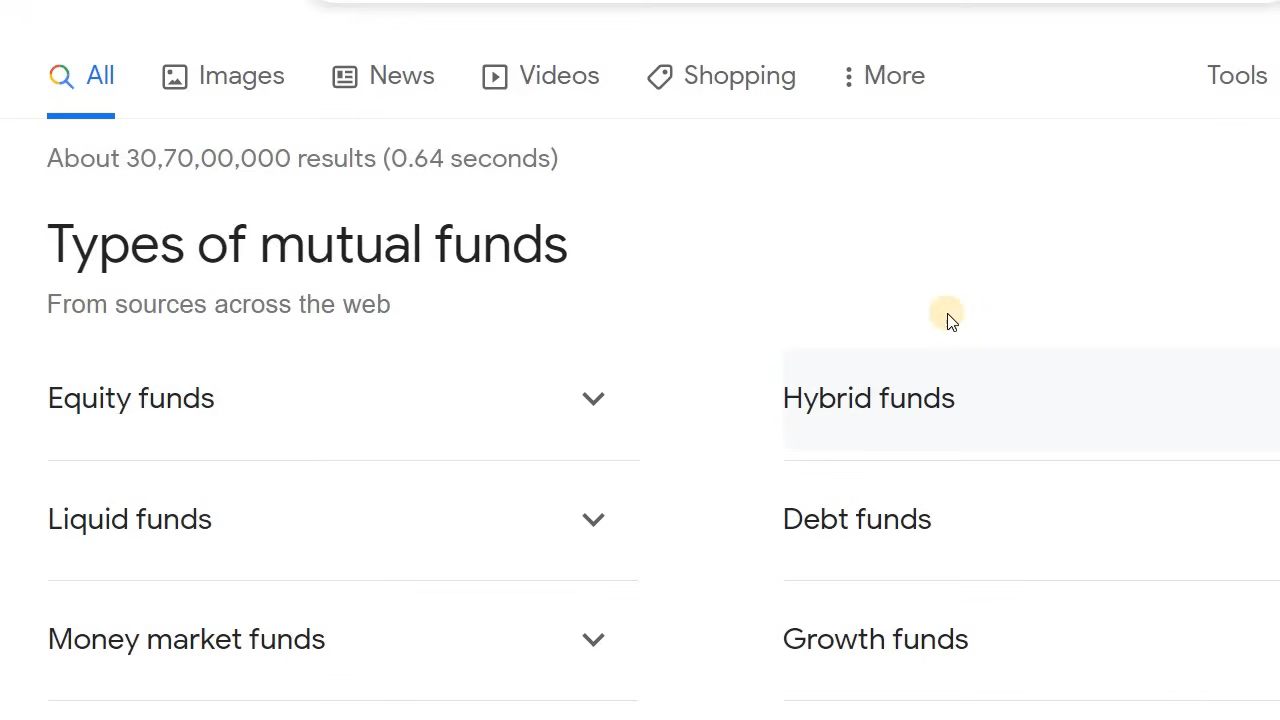 All Images News Videos Shopping More Tools
About 30,70,00,000 results (0.64 seconds)
Types of mutual funds
From sources across the web
Equity funds
Hybrid funds
Liquid funds
Debt funds
Money market funds
Growth funds